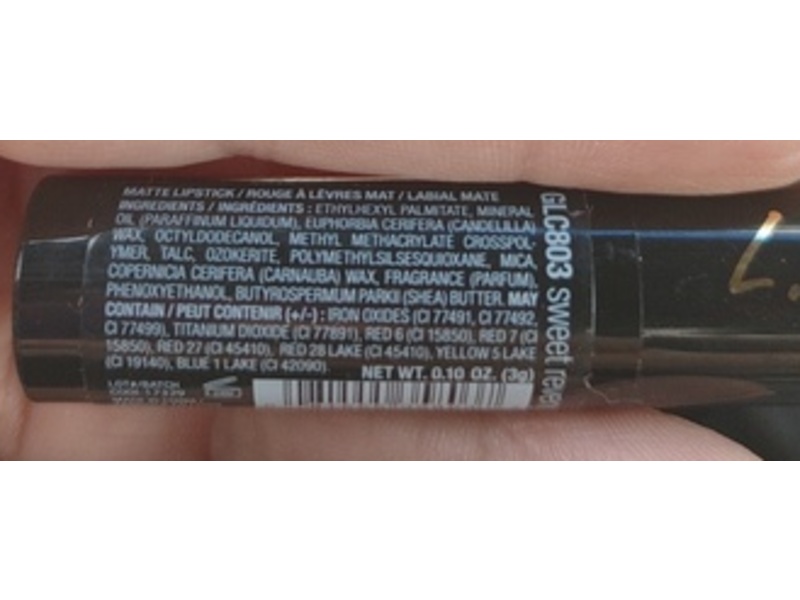 MATTE LIPSTICK / ROUGE À LÈVRES MAT / LABIAL MATE
INGREDIENTS / INGRÉDIENTS : ETHYLHEXYL PALMITATE, MINERAL
OIL (PARAFFINUM LIQUIDUM), EUPHORBIA CERIFERA (CANDELILLA)
WAX, OCTYLDODECANOL, METHYL METHACRYLATE CROSSPOL-
YMER, TALC, OZOKERITE, POLYMETHYLSILSESQUIOXANE, MICA,
COPERNICIA CERIFERA (CARNAUBA) WAX, FRAGRANCE (PARFUM),
PHENOXYETHANOL, BUTYROSPERMUM PARKII (SHEA) BUTTER. MAY
CONTAIN / PEUT CONTENIR (+/-) : IRON OXIDES (CI 77491, CI 77492,
CI 77499), TITANIUM DIOXIDE (CI 77891), RED 6 (CI 15850), RED 7 (CI
15850), RED 27 (CI 45410), RED 28 LAKE (CI 45410), YELLOW 5 LAKE
(CI 19140), BLUE 1 LAKE (CI 42090).
NET WT. 0.10 OZ. (3g)
LOT#/BATCH
GLC803 sweet reve